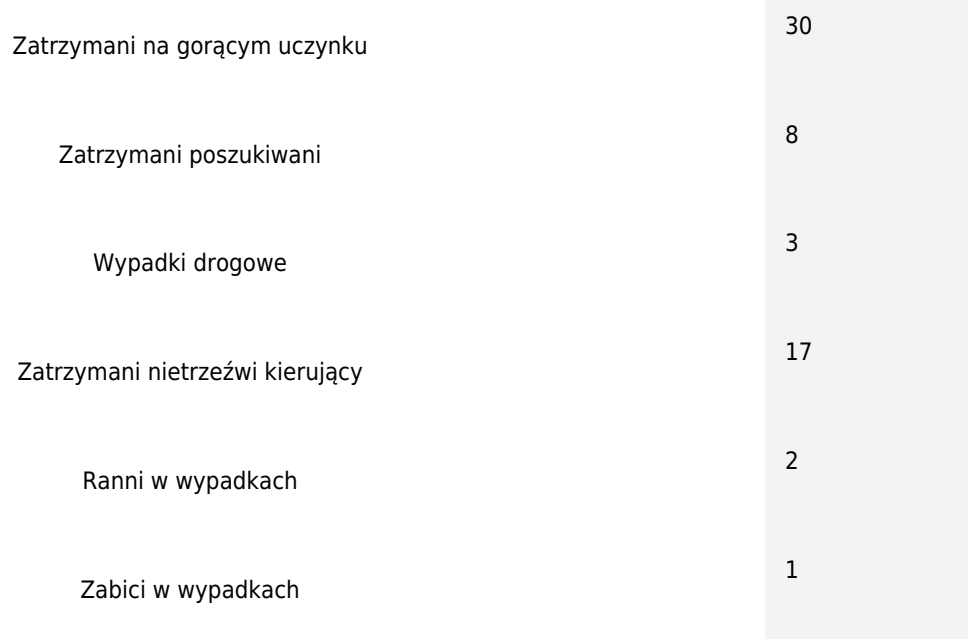 Zatrzymani na gorącym uczynku 30
Zatrzymani poszukiwani 8
Wypadki drogowe 3
Zatrzymani nietrzeźwi kierujący 17
Ranni w wypadkach 2
Zabici w wypadkach 1